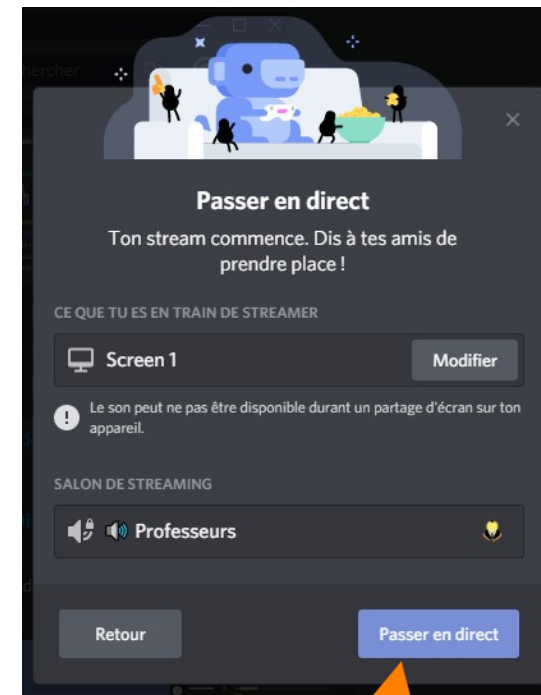 hercher
Passer en direct
Ton stream commence. Dis à tes amis de
prendre place !
CE QUE TU ES EN TRAIN DE STREAMER
Screen 1
Modifier
Le son peut ne pas être disponible durant un partage d'écran sur ton
appareil.
SALON DE STREAMING
Professeurs
Retour
Passer en direct